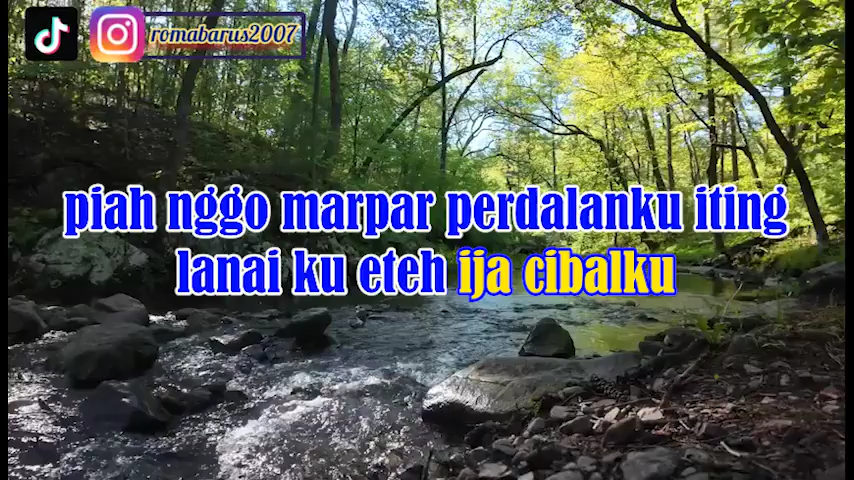 romabarus2007
piah nggo marpar perdalanku iting
lanai ku eteh ija cibalku